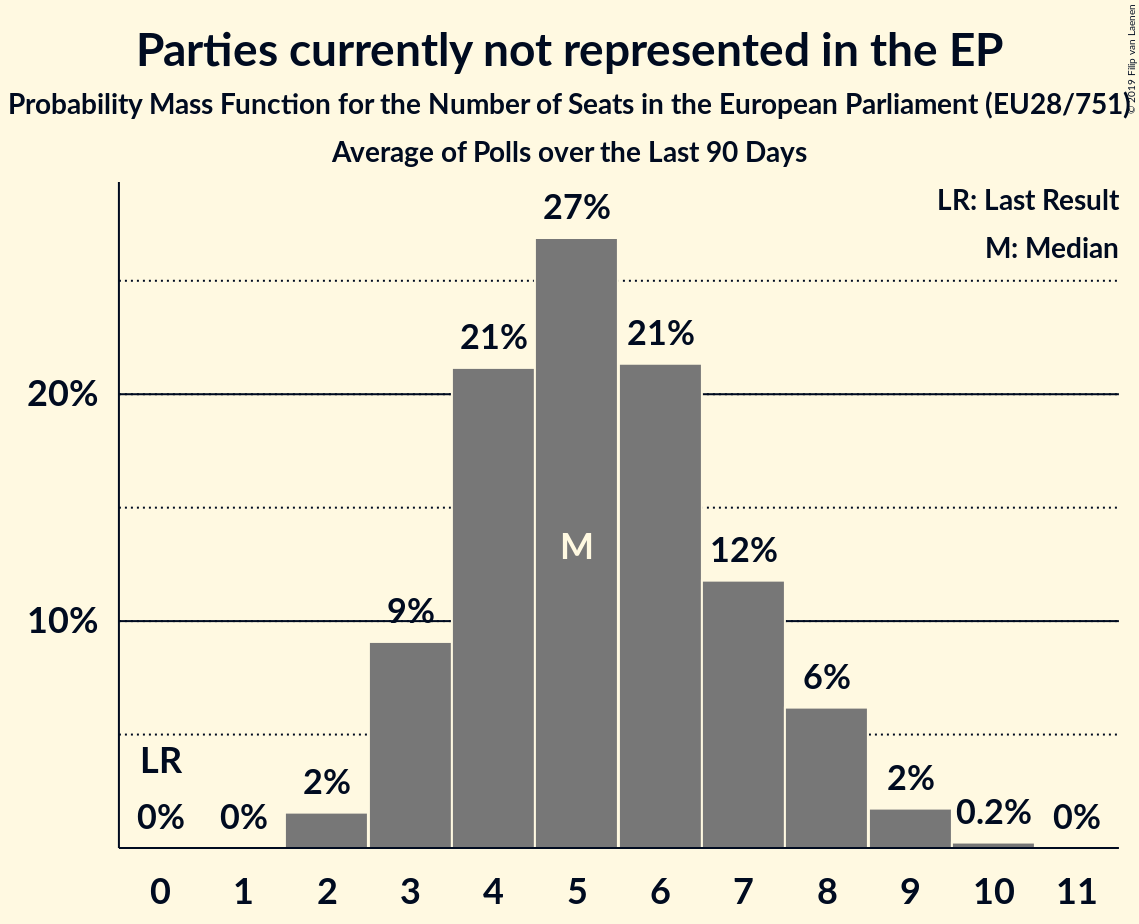 Parties currently not represented in the EP
Probability Mass Function for the Number of Seats in the European Parliament (EU28/751)
Average of Polls over the Last 90 Days
© 2019 Filip van Laenen
LR: Last Result
M: Median
27%
21%
21%
20%
M
12%
9%
10%
6%
LR
2%
2%
0%
0%
0.2%
0%
0 1 2 3 4 5 6 7 8 9 10 11